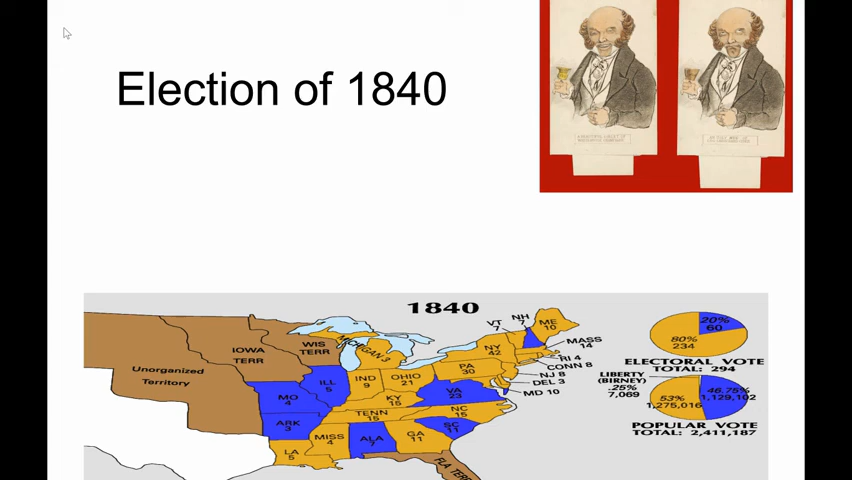 Election of 1840
1840
VT 7
NH 7
ME 10
MASS 14
RI 4
CONN 8
NJ 8
DEL 3
MD 10
NY 42
PA 30
MICHIGAN 3
WIS TERR
IOWA TERR
Unorganized Territory
ILL 5
IND 9
OHIO 21
VA 23
KY 15
MO 4
NC 15
TENN 15
SC 11
ARK 3
MISS 4
ALA 7
GA 11
LA 5
FLA TERR
20%
60
80%
234
ELECTORAL VOTE
TOTAL: 294
LIBERTY
(BIRNEY)
.25%
7,069
46.75%
1,129,102
53%
1,275,016
POPULAR VOTE
TOTAL: 2,411,187